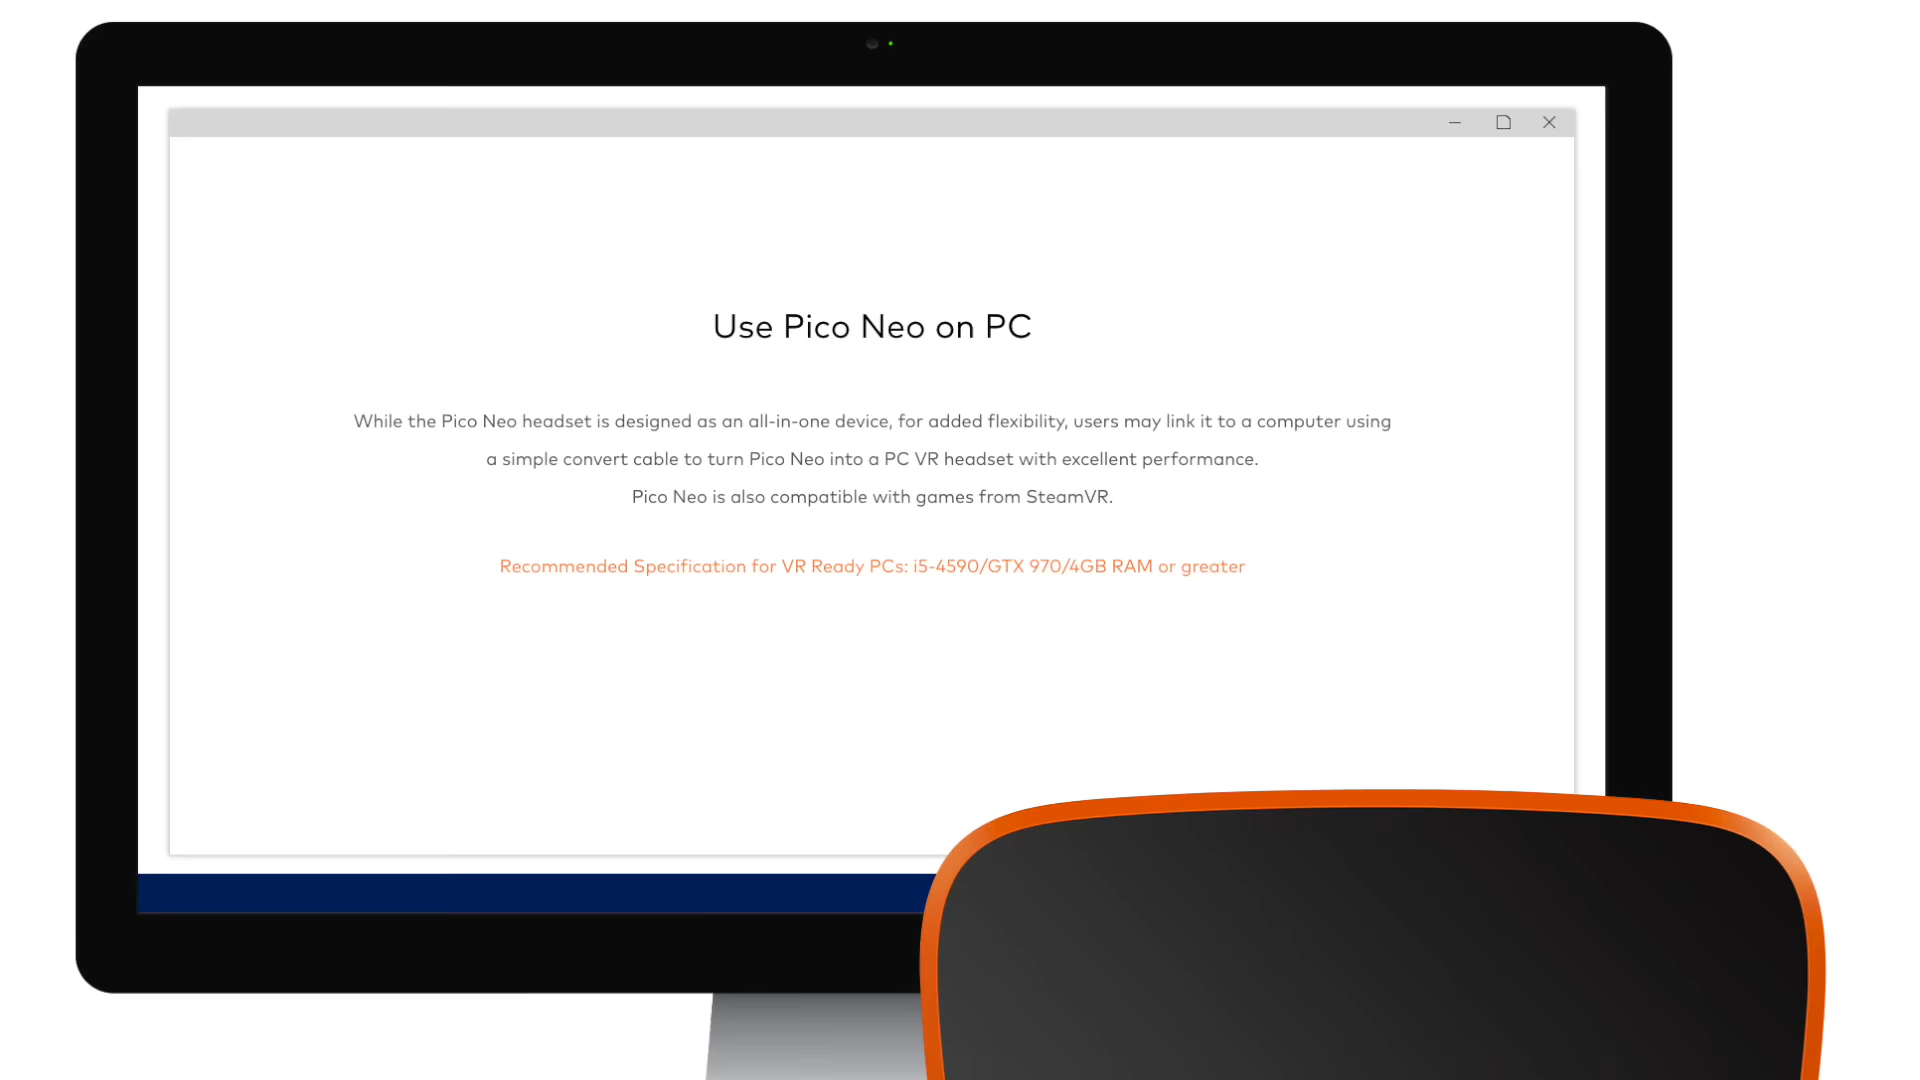 Use Pico Neo on PC
While the Pico Neo headset is designed as an all-in-one device, for added flexibility, users may link it to a computer using
a simple convert cable to turn Pico Neo into a PC VR headset with excellent performance.
Pico Neo is also compatible with games from SteamVR.
Recommended Specification for VR Ready PCs: i5-4590/GTX 970/4GB RAM or greater